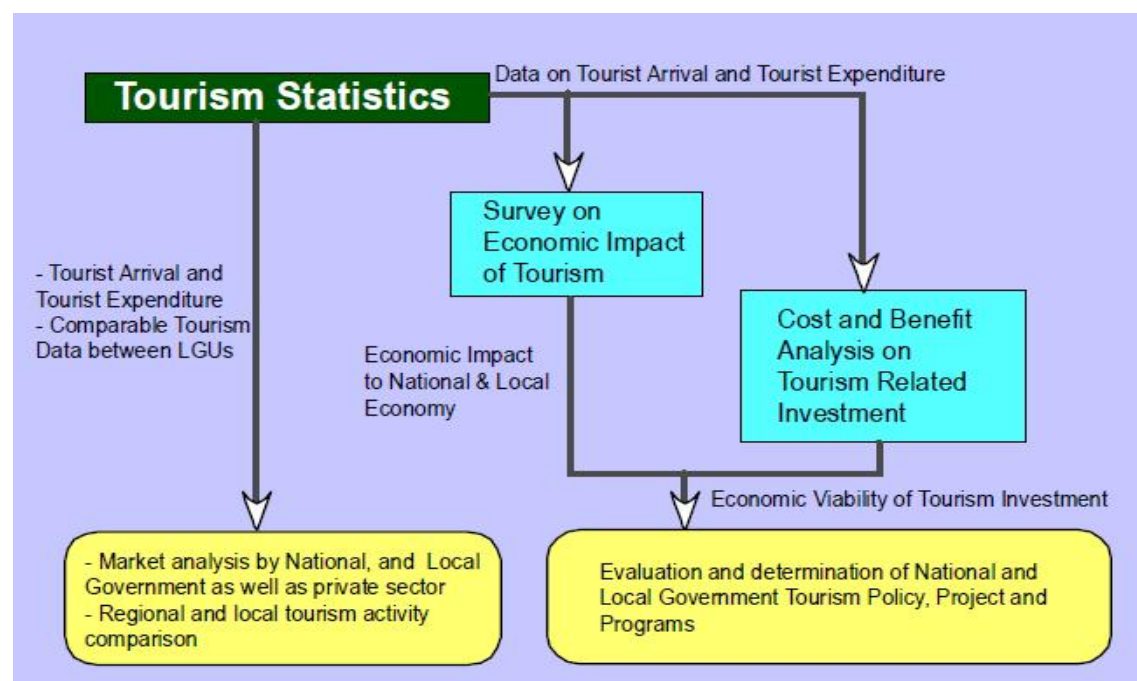 Data on Tourist Arrival and Tourist Expenditure
Tourism Statistics
Survey on
Economic Impact
of Tourism
- Tourist Arrival and
Tourist Expenditure
- Comparable Tourism
Data between LGUs
Cost and Benefit
Analysis on
Tourism Related
Investment
Economic Impact
to National & Local
Economy
Economic Viability of Tourism Investment
- Market analysis by National, and Local
Government as well as private sector
- Regional and local tourism activity
comparison
Evaluation and determination of National and
Local Government Tourism Policy, Project and
Programs